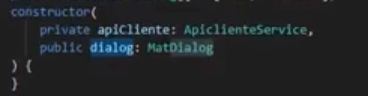 constructor(
private apiCliente: ApiclienteService,
public dialog: MatDialog
) {
}